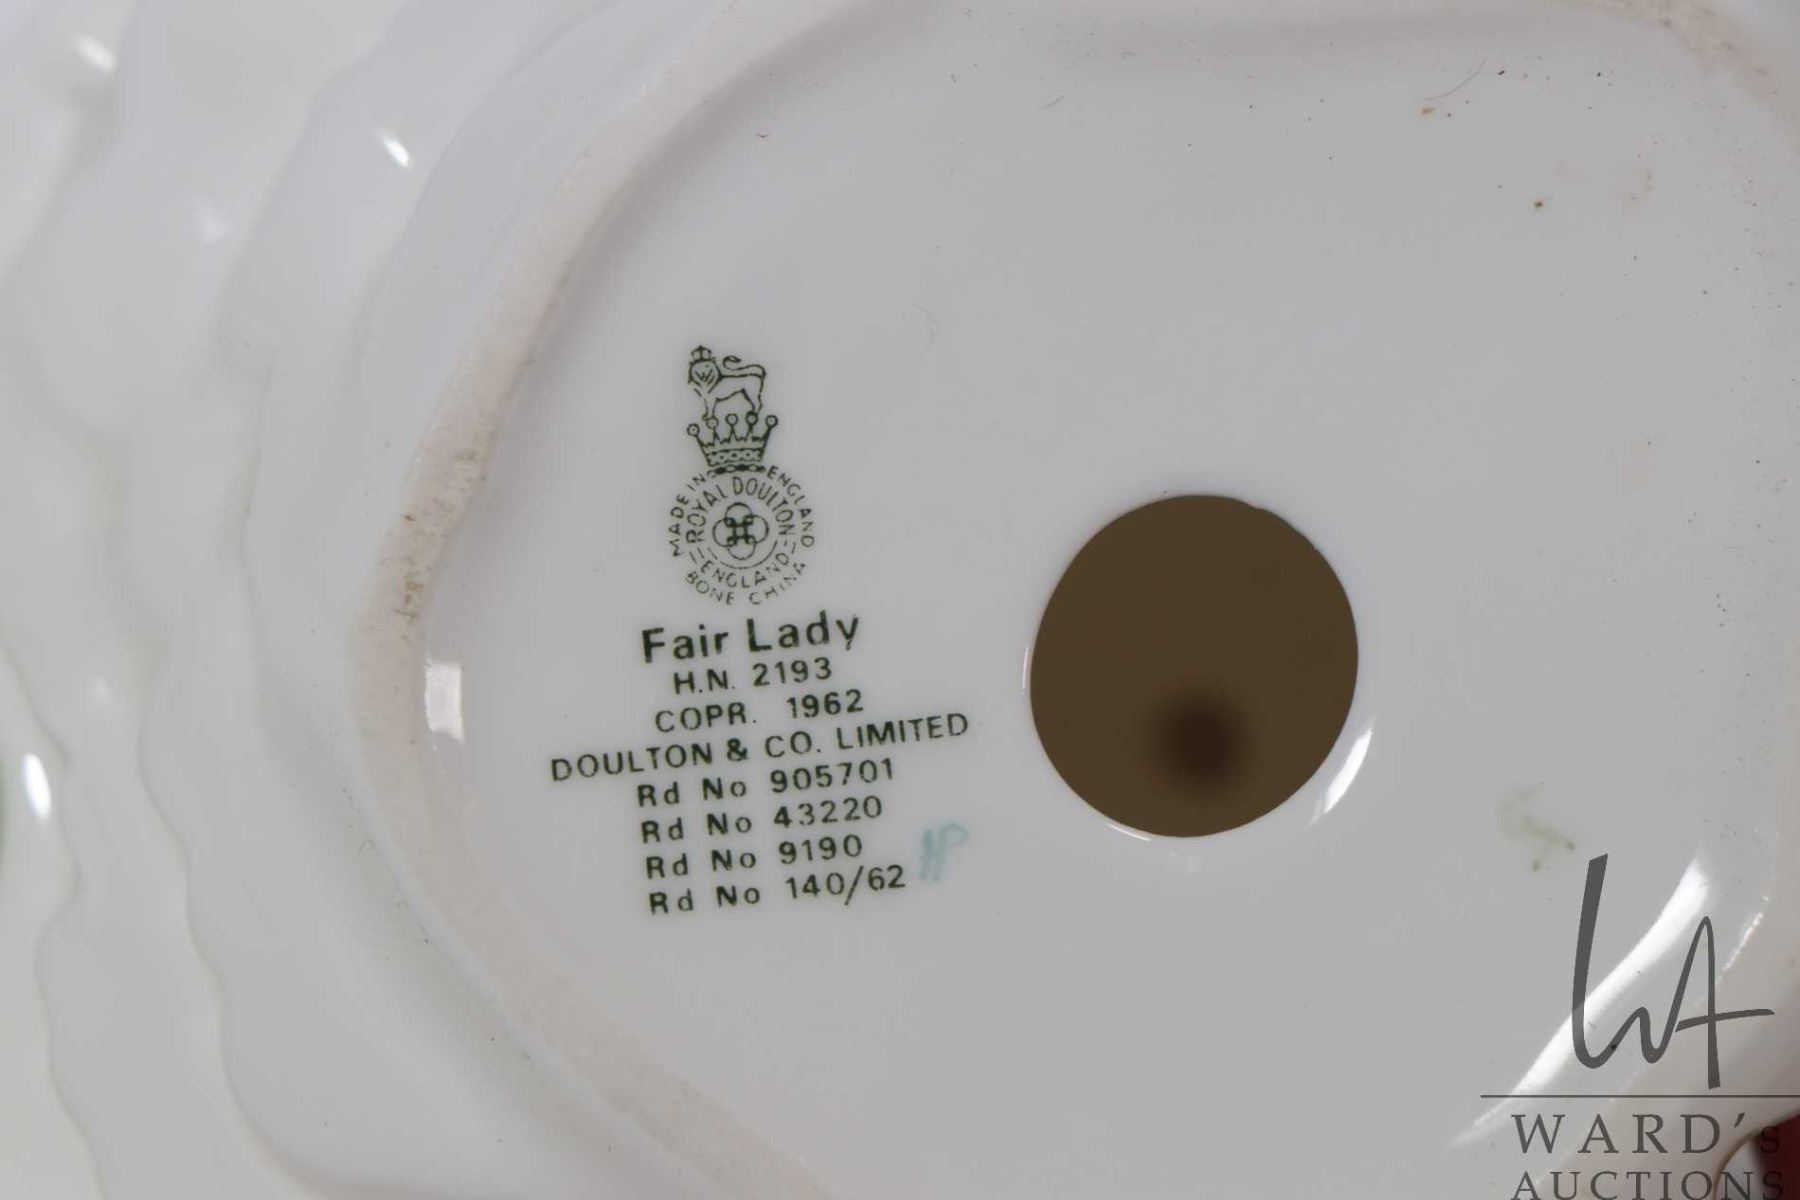 MADE IN ENGLAND
ROYAL DOULTON
ENGLAND
BONE CHINA
Fair Lady
H.N. 2193
COPR. 1962
DOULTON & CO. LIMITED
Rd No 905701
Rd No 43220
Rd No 9190
Rd No 140/62
HP
WA
WARD's
AUCTIONS